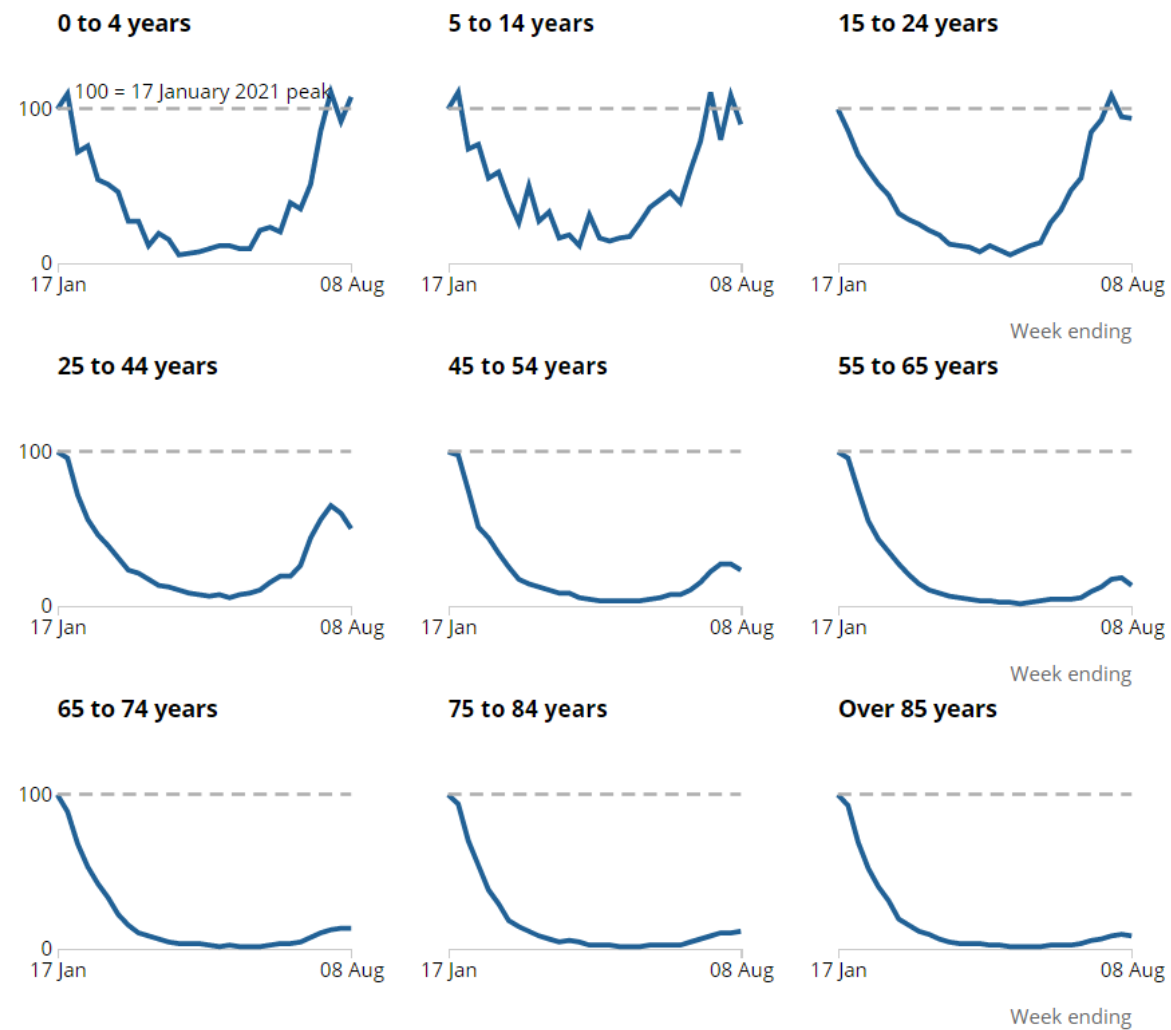 0 to 4 years
5 to 14 years
15 to 24 years
100 = 17 January 2021 peak
100
0
17 Jan
08 Aug
17 Jan
08 Aug
17 Jan
08 Aug
Week ending
25 to 44 years
45 to 54 years
55 to 65 years
100
0
17 Jan
08 Aug
17 Jan
08 Aug
17 Jan
08 Aug
Week ending
65 to 74 years
75 to 84 years
Over 85 years
100
0
17 Jan
08 Aug
17 Jan
08 Aug
17 Jan
08 Aug
Week ending